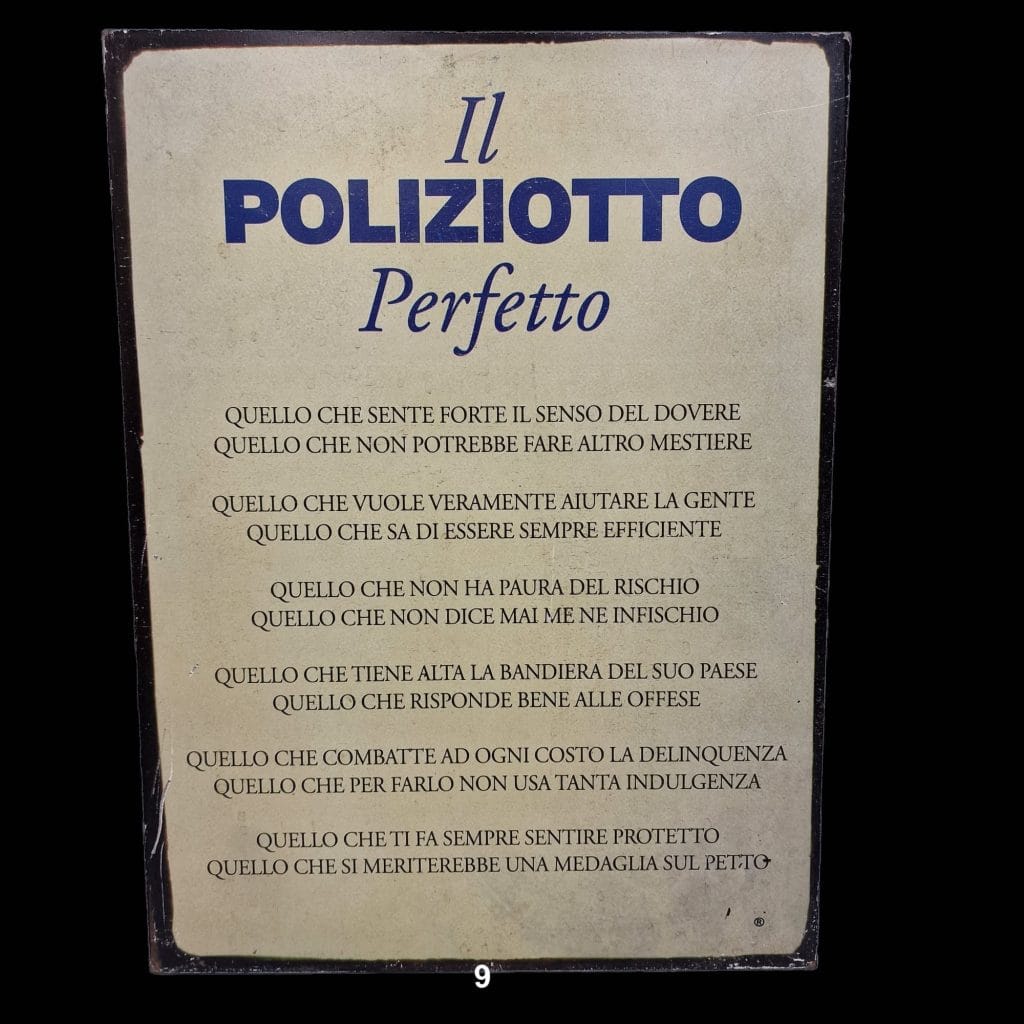 Il
POLIZIOTTO
Perfetto
QUELLO CHE SENTE FORTE IL SENSO DEL DOVERE
QUELLO CHE NON POTREBBE FARE ALTRO MESTIERE
QUELLO CHE VUOLE VERAMENTE AIUTARE LA GENTE
QUELLO CHE SA DI ESSERE SEMPRE EFFICIENTE
QUELLO CHE NON HA PAURA DEL RISCHIO
QUELLO CHE NON DICE MAI ME NE INFISCHIO
QUELLO CHE TIENE ALTA LA BANDIERA DEL SUO PAESE
QUELLO CHE RISPONDE BENE ALLE OFFESE
QUELLO CHE COMBATTE AD OGNI COSTO LA DELINQUENZA
QUELLO CHE PER FARLO NON USA TANTA INDULGENZA
QUELLO CHE TI FA SEMPRE SENTIRE PROTETTO
QUELLO CHE SI MERITEREBBE UNA MEDAGLIA SUL PETTO
®
9